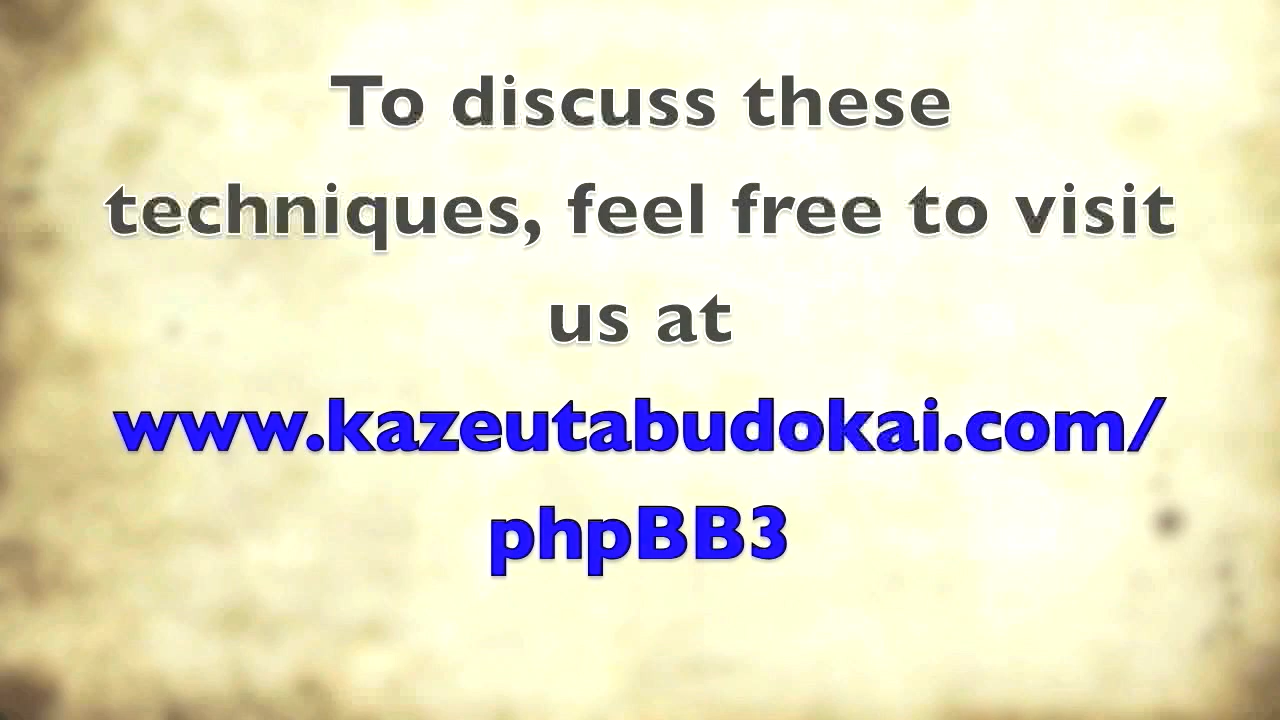 To discuss these
techniques, feel free to visit
us at
www.kazeutabudokai.com/
phpBB3